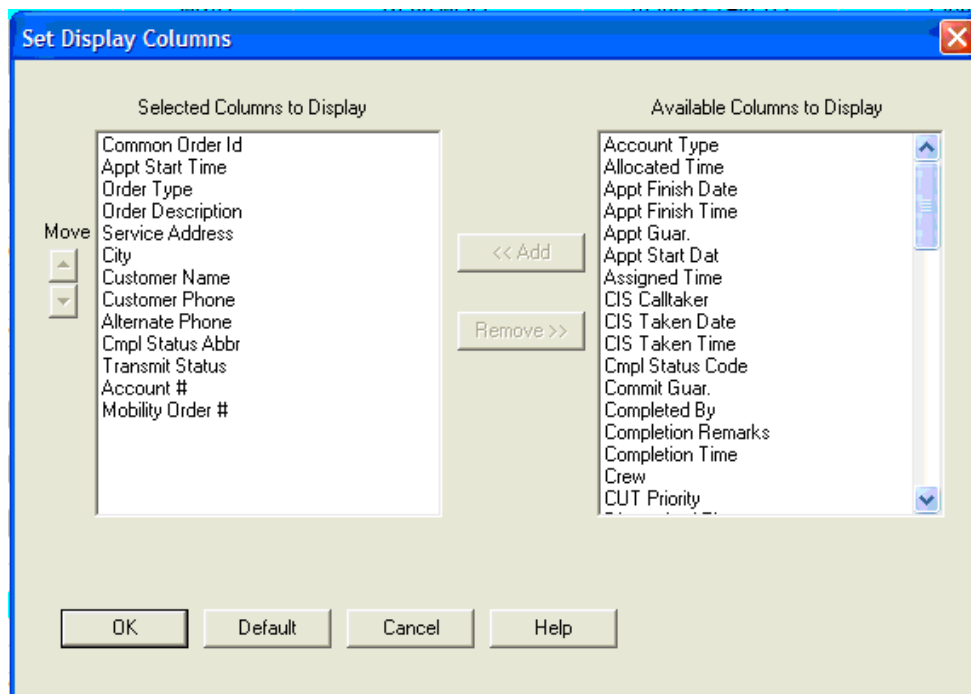 Set Display Columns
Selected Columns to Display
Available Columns to Display
Move
Common Order Id
Appt Start Time
Order Type
Order Description
Service Address
City
Customer Name
Customer Phone
Alternate Phone
Cmpl Status Abbr
Transmit Status
Account #
Mobility Order #
<< Add
Remove >>
Account Type
Allocated Time
Appt Finish Date
Appt Finish Time
Appt Guar.
Appt Start Dat
Assigned Time
CIS Calltaker
CIS Taken Date
CIS Taken Time
Cmpl Status Code
Commit Guar.
Completed By
Completion Remarks
Completion Time
Crew
CUT Priority
OK
Default
Cancel
Help